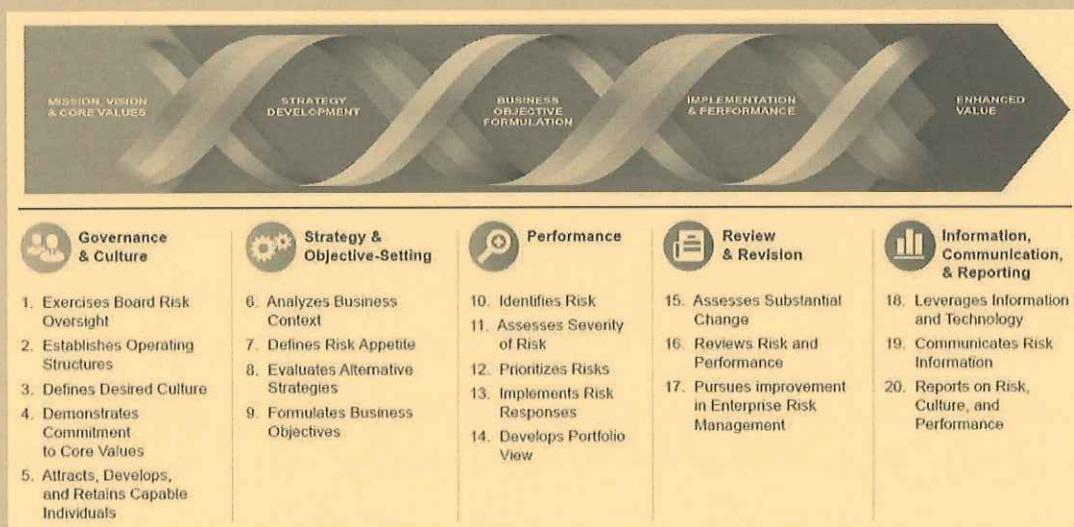 MISSION, VISION
& CORE VALUES
STRATEGY
DEVELOPMENT
BUSINESS
OBJECTIVE
FORMULATION
IMPLEMENTATION
& PERFORMANCE
ENHANCED
VALUE
Governance
& Culture
1. Exercises Board Risk
Oversight
2. Establishes Operating
Structures
3. Defines Desired Culture
4. Demonstrates
Commitment
to Core Values
5. Attracts, Develops,
and Retains Capable
Individuals
Strategy &
Objective-Setting
6. Analyzes Business
Context
7. Defines Risk Appetite
8. Evaluates Alternative
Strategies
9. Formulates Business
Objectives
Performance
10. Identifies Risk
11. Assesses Severity
of Risk
12. Prioritizes Risks
13. Implements Risk
Responses
14. Develops Portfolio
View
Review
& Revision
15. Assesses Substantial
Change
16. Reviews Risk and
Performance
17. Pursues improvement
in Enterprise Risk
Management
Information,
Communication,
& Reporting
18. Leverages Information
and Technology
19. Communicates Risk
Information
20. Reports on Risk,
Culture, and
Performance